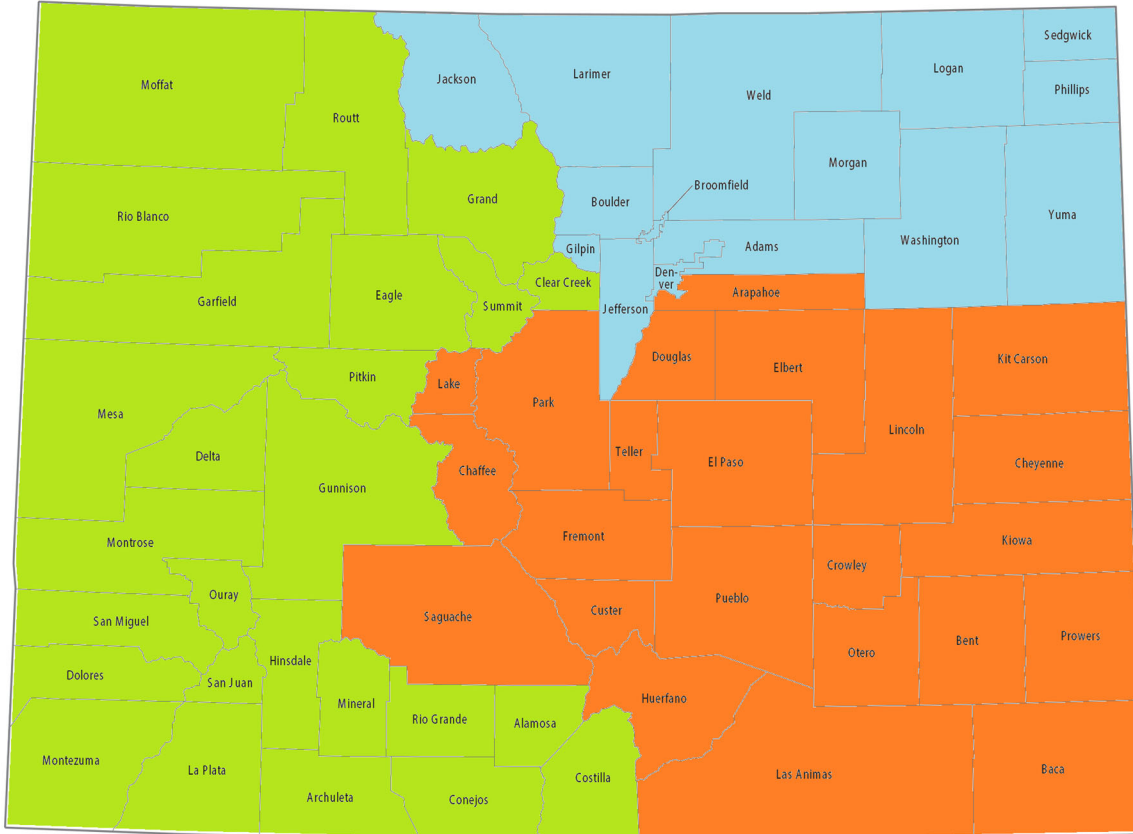 Sedgwick
Logan
Larimer
Jackson
Moffat
Phillips
Weld
Routt
Morgan
Broomfield
Grand
Boulder
Rio Blanco
Yuma
Washington
Adams
Gilpin
Den-
ver
Clear Creek
Arapahoe
Eagle
Garfield
Summit
Jefferson
Douglas
Kit Carson
Elbert
Pitkin
Lake
Park
Mesa
Lincoln
Teller
Delta
El Paso
Cheyenne
Chaffee
Gunnison
Fremont
Kiowa
Montrose
Crowley
Ouray
Pueblo
Custer
Saguache
San Miguel
Prowers
Bent
Otero
Hinsdale
Dolores
San Juan
Huerfano
Mineral
Rio Grande
Alamosa
Montezuma
La Plata
Baca
Las Animas
Costilla
Archuleta
Conejos